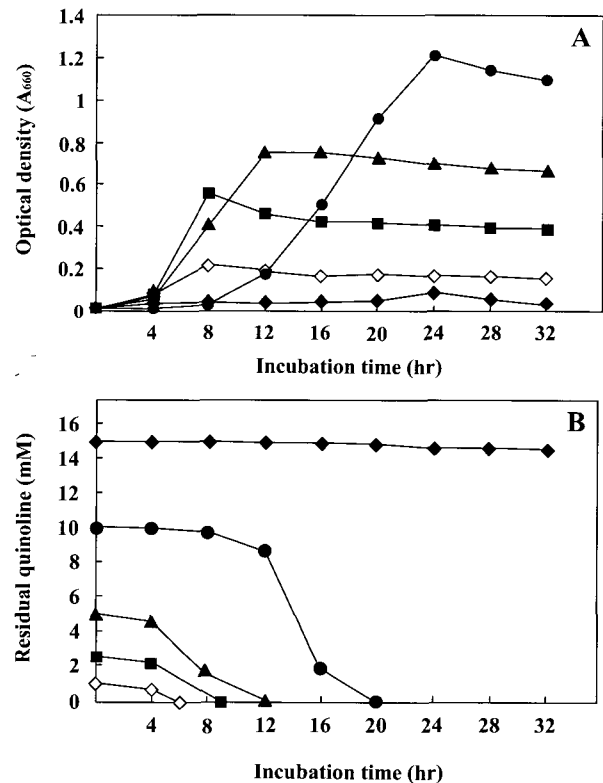 A
Optical density (A660)
1.4
1.2
1
0.8
0.6
0.4
0.2
0
4 8 12 16 20 24 28 32
Incubation time (hr)
B
Residual quinoline (mM)
16
14
12
10
8
6
4
2
0
4 8 12 16 20 24 28 32
Incubation time (hr)